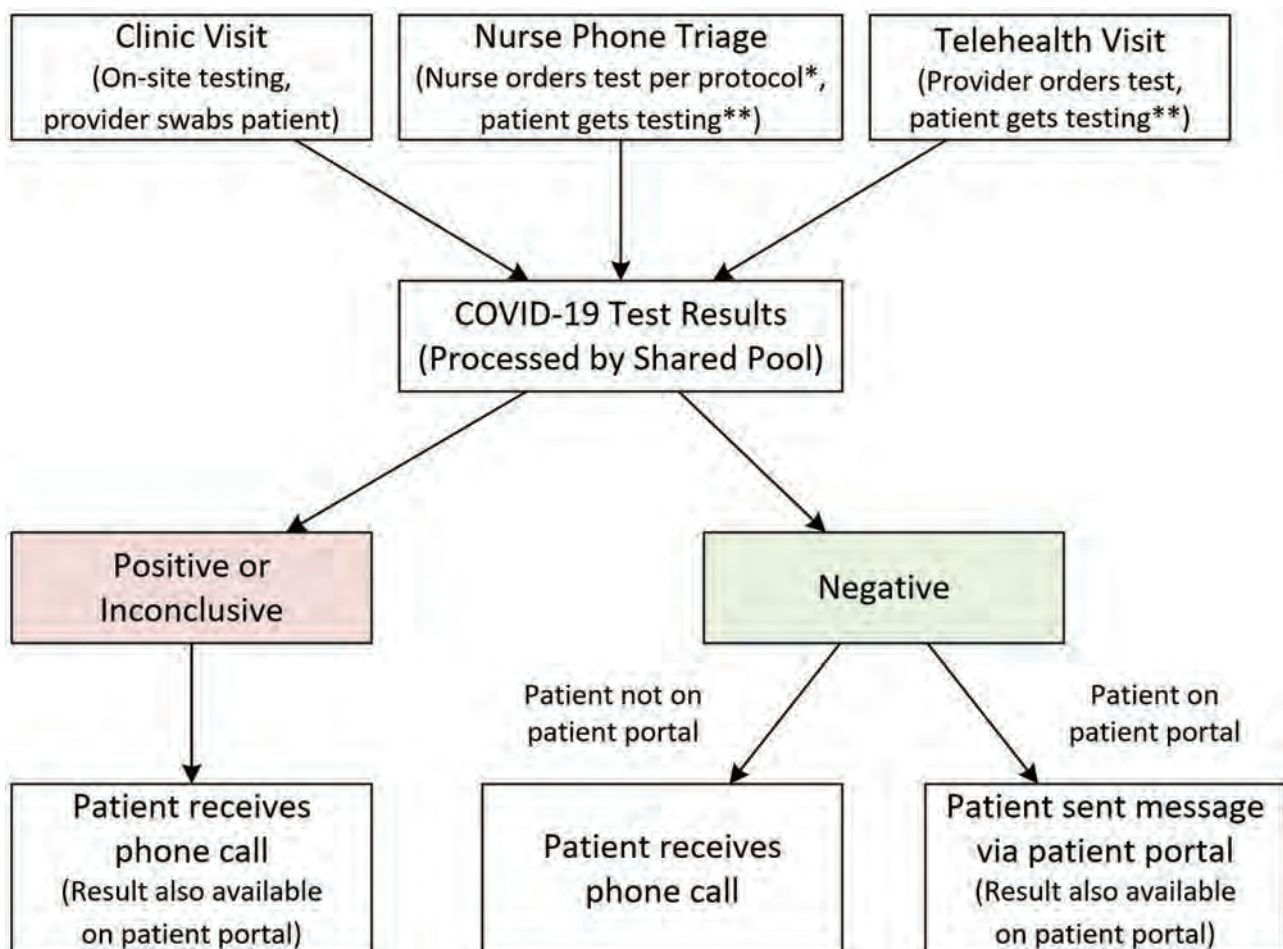 Clinic Visit
(On-site testing,
provider swabs patient)
Nurse Phone Triage
(Nurse orders test per protocol*,
patient gets testing**)
Telehealth Visit
(Provider orders test,
patient gets testing**)
COVID-19 Test Results
(Processed by Shared Pool)
Positive or
Inconclusive
Negative
Patient not on
patient portal
Patient on
patient portal
Patient receives
phone call
(Result also available
on patient portal)
Patient receives
phone call
Patient sent message
via patient portal
(Result also available
on patient portal)